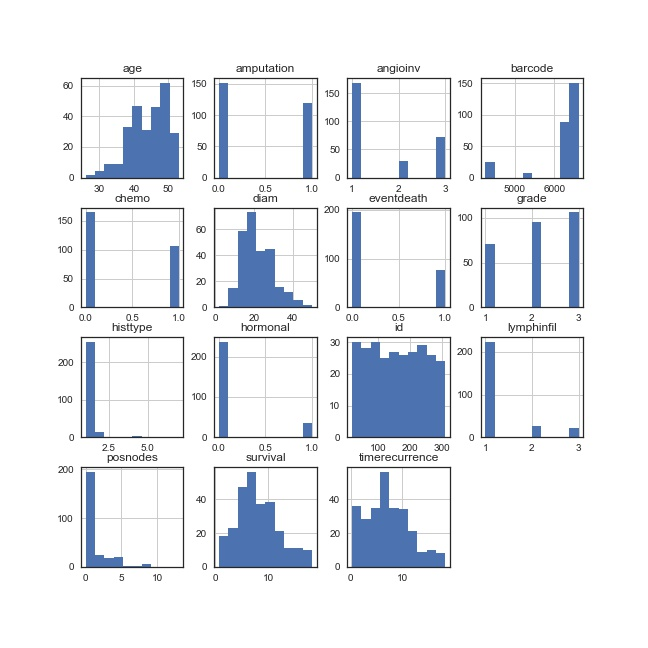 age amputation angioinv barcode
60 40 20 0 150 100 50 0 150 100 50 0 150 100 50 0
30 40 50 0.0 0.5 1.0 1 2 3 5000 6000
chemo diam eventdeath grade
150 100 50 0 60 40 20 0 200 100 0 100 50 0
0.0 0.5 1.0 0 20 40 0.0 0.5 1.0 1 2 3
histtype hormonal id lymphinfil
200 100 0 200 100 0 30 20 10 0 200 100 0
2.5 5.0 0.0 0.5 1.0 100 200 300 1 2 3
posnodes survival timerecurrence
200 100 0 40 20 0 40 20 0
0 5 10 0 10 0 10